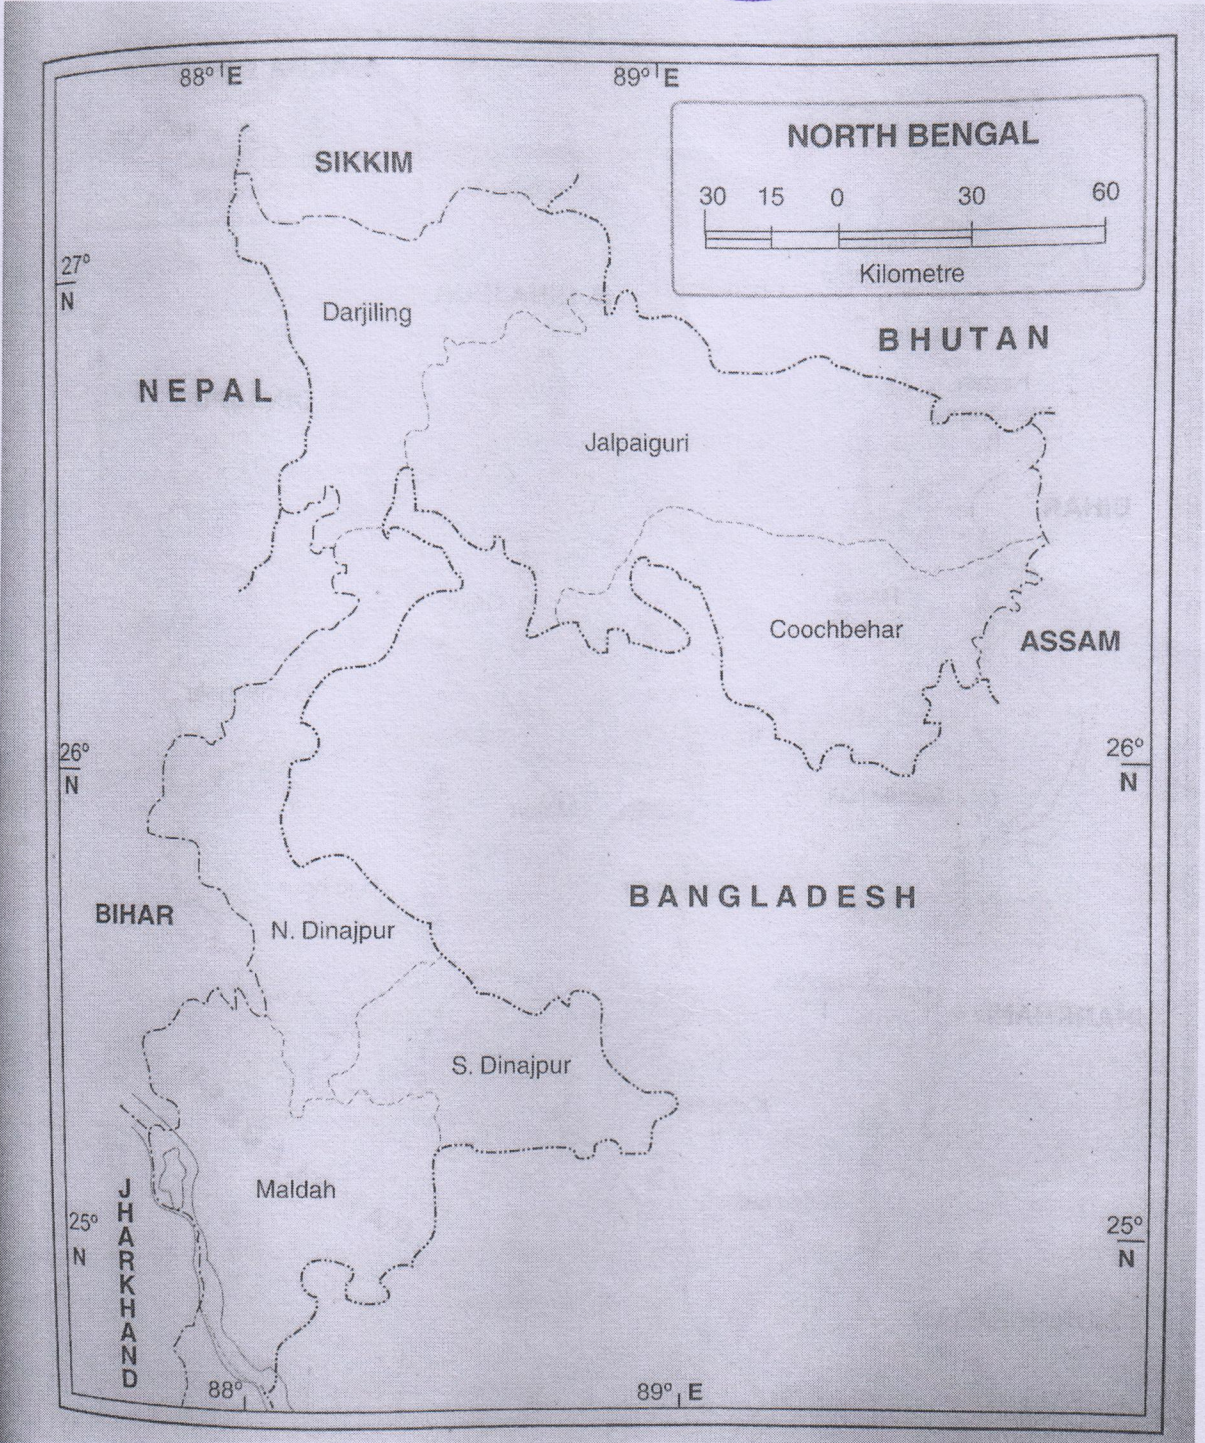 88° E
89° E
NORTH BENGAL
30 15 0 30 60
Kilometre
SIKKIM
27°
N
Darjiling
BHUTAN
NEPAL
Jalpaiguri
Coochbehar
ASSAM
26°
N
26°
N
BANGLADESH
BIHAR
N. Dinajpur
S. Dinajpur
Maldah
JHARKHAND
25°
N
25°
N
88°
89° E